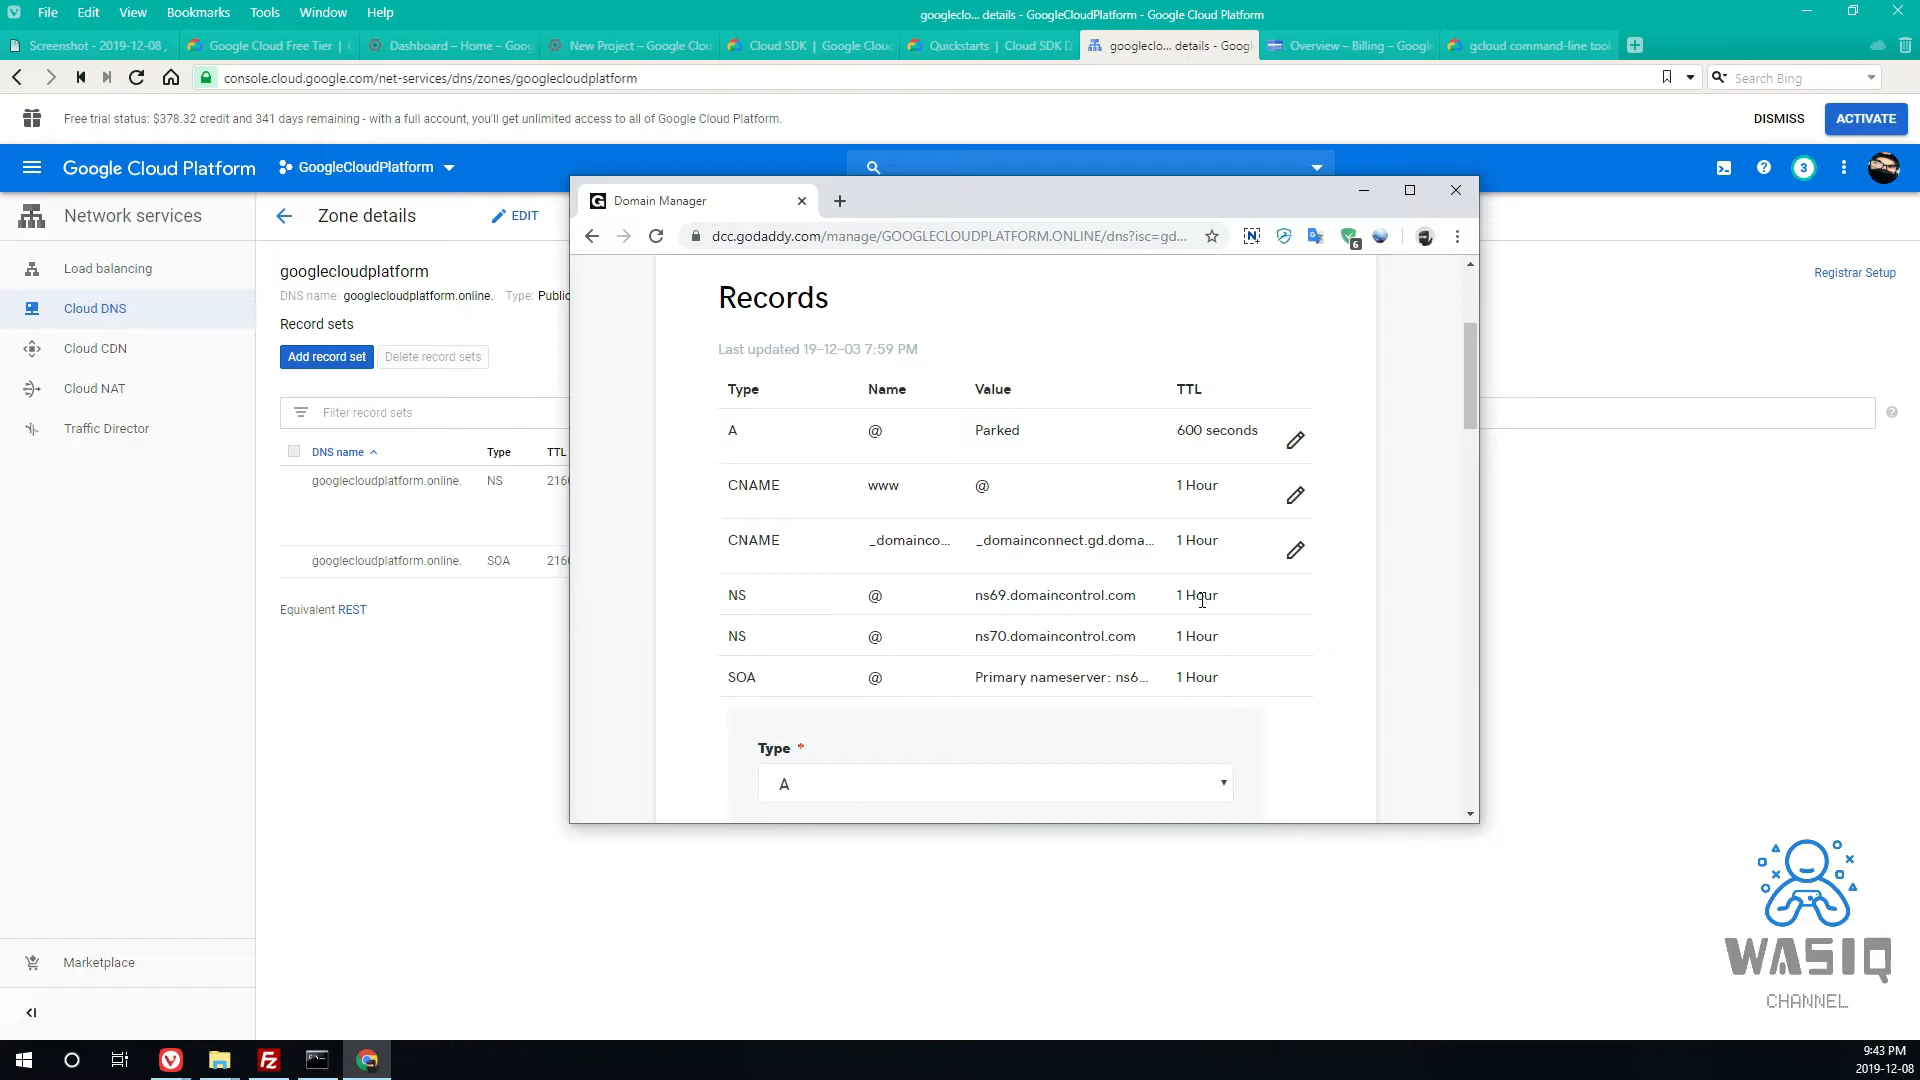 File Edit View Bookmarks Tools Window Help
googleclo... details - GoogleCloudPlatform - Google Cloud Platform
Screenshot - 2019-12-08,
Google Cloud Free Tier |
Dashboard – Home – Goog
New Project – Google Clou
Cloud SDK | Google Clou
Quickstarts | Cloud SDK D
googleclo... details - Googl
Overview – Billing – Google
gcloud command-line tool
console.cloud.google.com/net-services/dns/zones/googlecloudplatform
Search Bing
Free trial status: $378.32 credit and 341 days remaining - with a full account, you'll get unlimited access to all of Google Cloud Platform.
DISMISS
ACTIVATE
Google Cloud Platform
GoogleCloudPlatform
3
Network services
Load balancing
Cloud DNS
Cloud CDN
Cloud NAT
Traffic Director
Marketplace
Zone details
EDIT
Registrar Setup
googlecloudplatform
DNS name: googlecloudplatform.online. Type: Public
Record sets
Add record set
Delete record sets
Filter record sets
DNS name Type TTL
googlecloudplatform.online. NS 2160
googlecloudplatform.online. SOA 2160
Equivalent REST
Domain Manager
dcc.godaddy.com/manage/GOOGLECLOUDPLATFORM.ONLINE/dns?isc=gd...
6
Records
Last updated 19-12-03 7:59 PM
Type Name Value TTL
A @ Parked 600 seconds
CNAME www @ 1 Hour
CNAME _domainco... _domainconnect.gd.doma... 1 Hour
NS @ ns69.domaincontrol.com 1 Hour
NS @ ns70.domaincontrol.com 1 Hour
SOA @ Primary nameserver: ns6... 1 Hour
Type *
A
WASIQ
CHANNEL
9:43 PM
2019-12-08